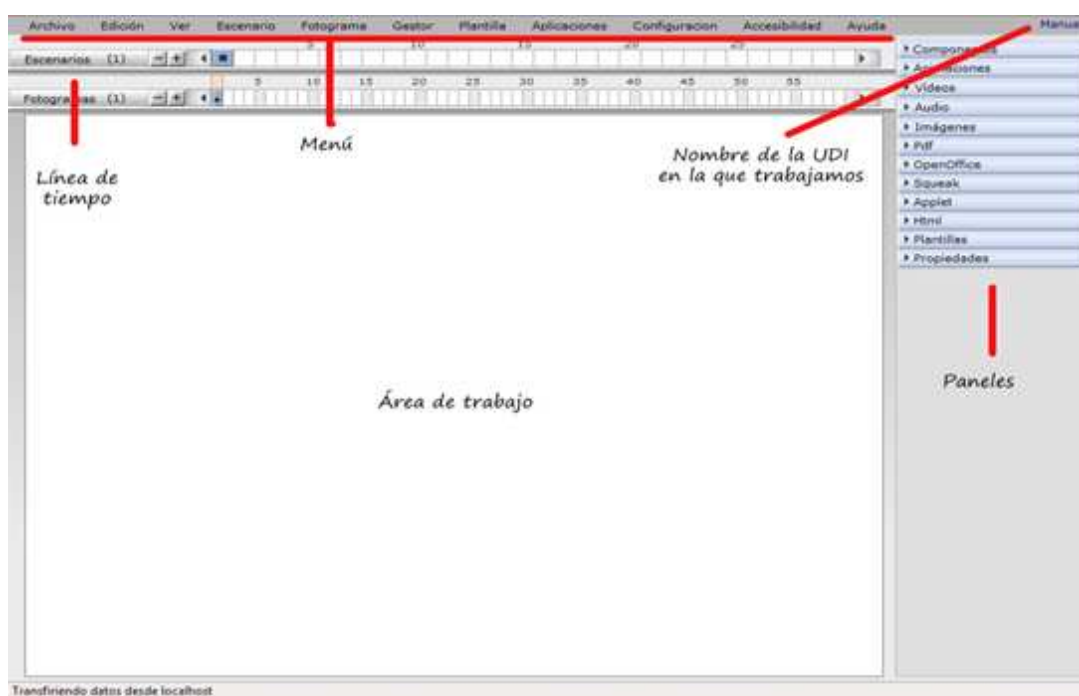 Archivo Edición Ver Escenario Fotograma Gestor Plantilla Aplicaciones Configuracion Accesibilidad Ayuda Manual
5 10 15 20 25
Escenarios (1)
5 10 15 20 25 30 35 40 45 50 55
Fotogramas (1)
Componentes
Animaciones
Vídeos
Audio
Imágenes
Pdf
OpenOffice
Squeak
Applet
Html
Plantillas
Propiedades
Línea de
tiempo
Menú
Nombre de la UDI
en la que trabajamos
Paneles
Área de trabajo
Transfiriendo datos desde localhost